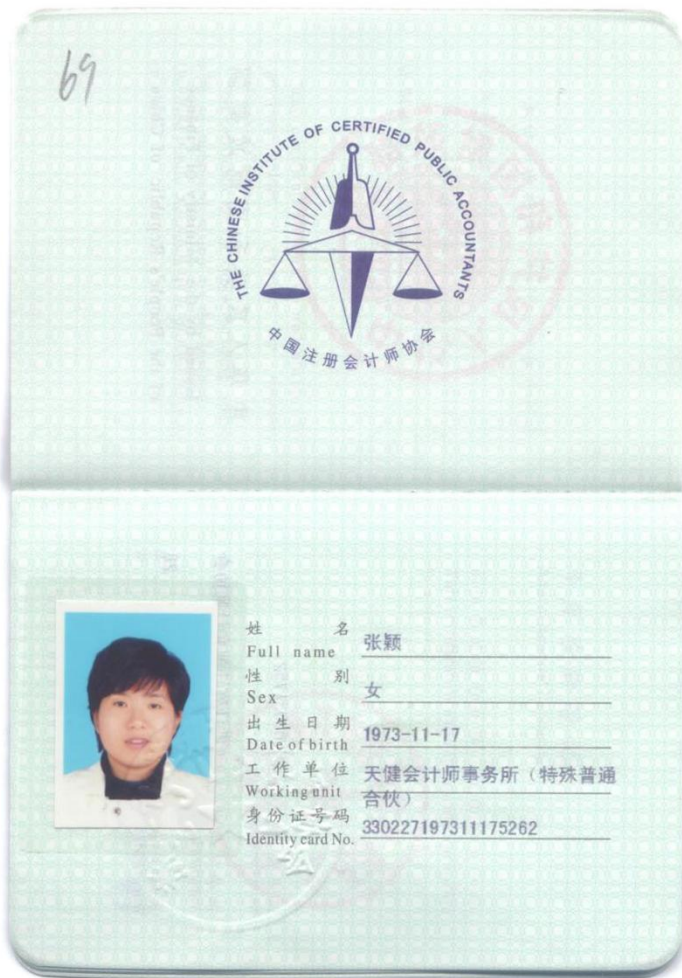 69
THE CHINESE INSTITUTE OF CERTIFIED PUBLIC ACCOUNTANTS
中国注册会计师协会
姓 名 张颖
Full name
性 别 女
Sex
出生日期 1973-11-17
Date of birth
工作单位 天健会计师事务所（特殊普通
Working unit 合伙）
身份证号码 330227197311175262
Identity card No.